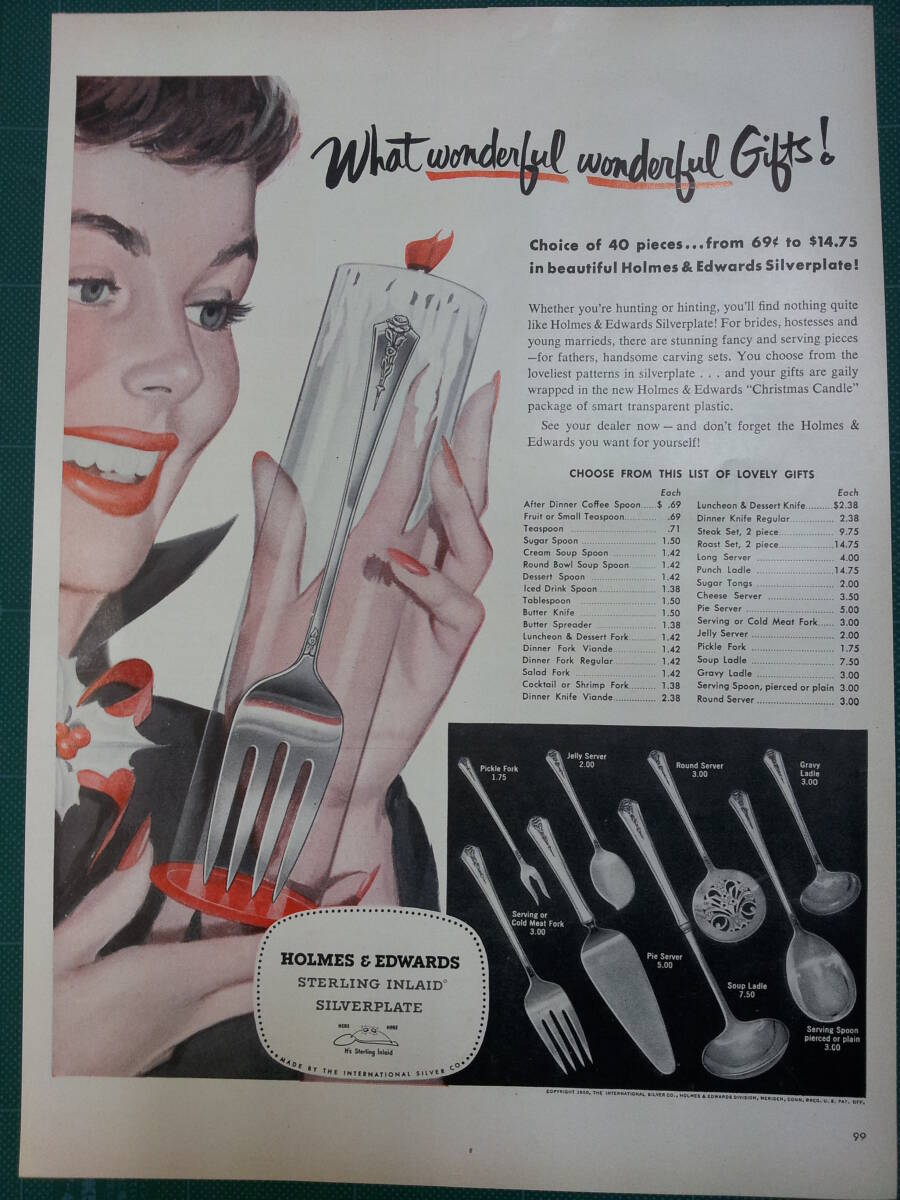 What wonderful wonderful Gifts!
Choice of 40 pieces...from 69¢ to $14.75
in beautiful Holmes & Edwards Silverplate!
Whether you're hunting or hinting, you'll find nothing quite
like Holmes & Edwards Silverplate! For brides, hostesses and
young marrieds, there are stunning fancy and serving pieces
—for fathers, handsome carving sets. You choose from the
loveliest patterns in silverplate . . . and your gifts are gaily
wrapped in the new Holmes & Edwards "Christmas Candle"
package of smart transparent plastic.
See your dealer now — and don't forget the Holmes &
Edwards you want for yourself!
CHOOSE FROM THIS LIST OF LOVELY GIFTS
Each
After Dinner Coffee Spoon.....$ .69
Fruit or Small Teaspoon........... .69
Teaspoon ........................ .71
Sugar Spoon .................... 1.50
Cream Soup Spoon ............ 1.42
Round Bowl Soup Spoon....... 1.42
Dessert Spoon ................. 1.42
Iced Drink Spoon............... 1.38
Tablespoon ..................... 1.50
Butter Knife .................... 1.50
Butter Spreader ................ 1.38
Luncheon & Dessert Fork....... 1.42
Dinner Fork Viande............. 1.42
Dinner Fork Regular............ 1.42
Salad Fork ..................... 1.42
Cocktail or Shrimp Fork........ 1.38
Dinner Knife Viande............ 2.38
Each
Luncheon & Dessert Knife.........$2.38
Dinner Knife Regular ............. 2.38
Steak Set, 2 piece................. 9.75
Roast Set, 2 piece.................14.75
Long Server ....................... 4.00
Punch Ladle .......................14.75
Sugar Tongs ...................... 2.00
Cheese Server .................... 3.50
Pie Server ......................... 5.00
Serving or Cold Meat Fork...... 3.00
Jelly Server ....................... 2.00
Pickle Fork ........................ 1.75
Soup Ladle ........................ 7.50
Gravy Ladle ....................... 3.00
Serving Spoon, pierced or plain 3.00
Round Server ...................... 3.00
Pickle Fork
1.75
Jelly Server
2.00
Round Server
3.00
Gravy
Ladle
3.00
Serving or
Cold Meat Fork
3.00
Pie Server
5.00
Soup Ladle
7.50
Serving Spoon
pierced or plain
3.00
HOLMES & EDWARDS
STERLING INLAID®
SILVERPLATE
HERE HERE
It's Sterling Inlaid
MADE BY THE INTERNATIONAL SILVER CO.
COPYRIGHT 1950, THE INTERNATIONAL SILVER CO., HOLMES & EDWARDS DIVISION, MERIDEN, CONN. ®REG. U. S. PAT. OFF.
99